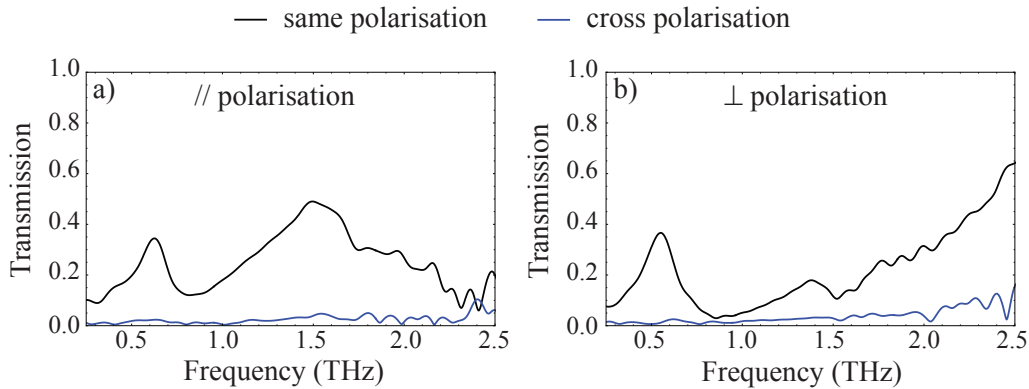 same polarisation
cross polarisation
a)
// polarisation
1.0
0.8
0.6
0.4
0.2
0.0
Transmission
0.5
1.0
1.5
2.0
2.5
Frequency (THz)
b)
⊥ polarisation
1.0
0.8
0.6
0.4
0.2
0.0
Transmission
0.5
1.0
1.5
2.0
2.5
Frequency (THz)